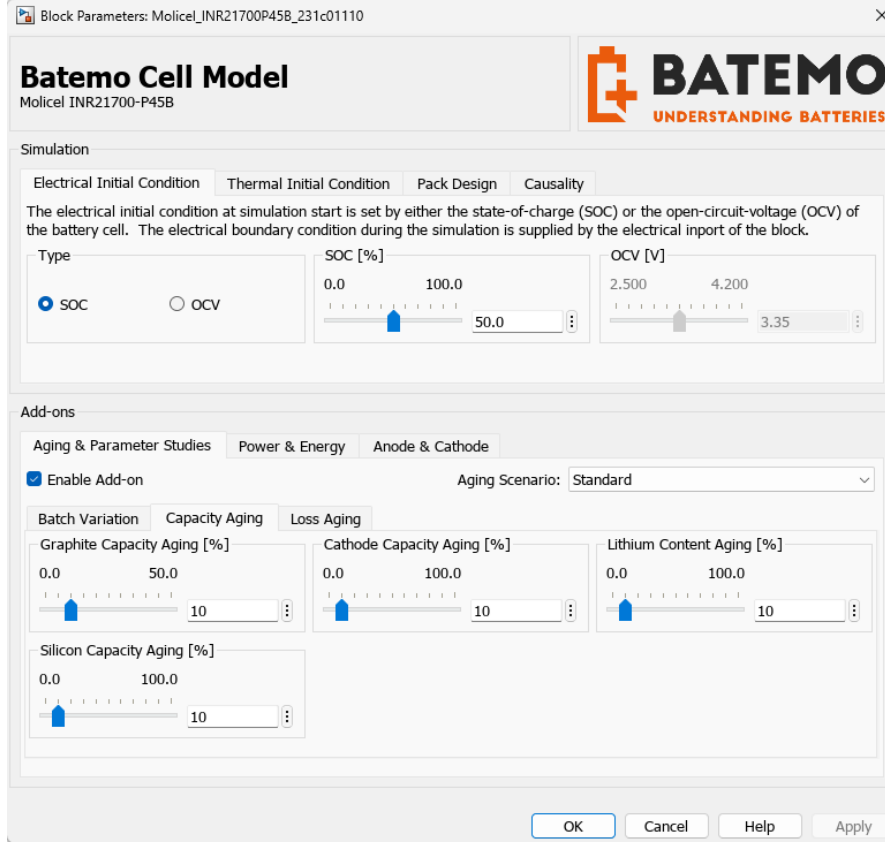 Block Parameters: Molicel_INR21700P45B_231c01110
Batemo Cell Model
Molicel INR21700-P45B
BATEMO
UNDERSTANDING BATTERIES
Simulation
Electrical Initial Condition Thermal Initial Condition Pack Design Causality
The electrical initial condition at simulation start is set by either the state-of-charge (SOC) or the open-circuit-voltage (OCV) of
the battery cell. The electrical boundary condition during the simulation is supplied by the electrical inport of the block.
Type SOC [%] OCV [V]
0.0 100.0 2.500 4.200
SOC OCV 50.0 3.35
Add-ons
Aging & Parameter Studies Power & Energy Anode & Cathode
Enable Add-on Aging Scenario: Standard
Batch Variation Capacity Aging Loss Aging
Graphite Capacity Aging [%] Cathode Capacity Aging [%] Lithium Content Aging [%]
0.0 50.0 0.0 100.0 0.0 100.0
10 10 10
Silicon Capacity Aging [%]
0.0 100.0
10
OK Cancel Help Apply